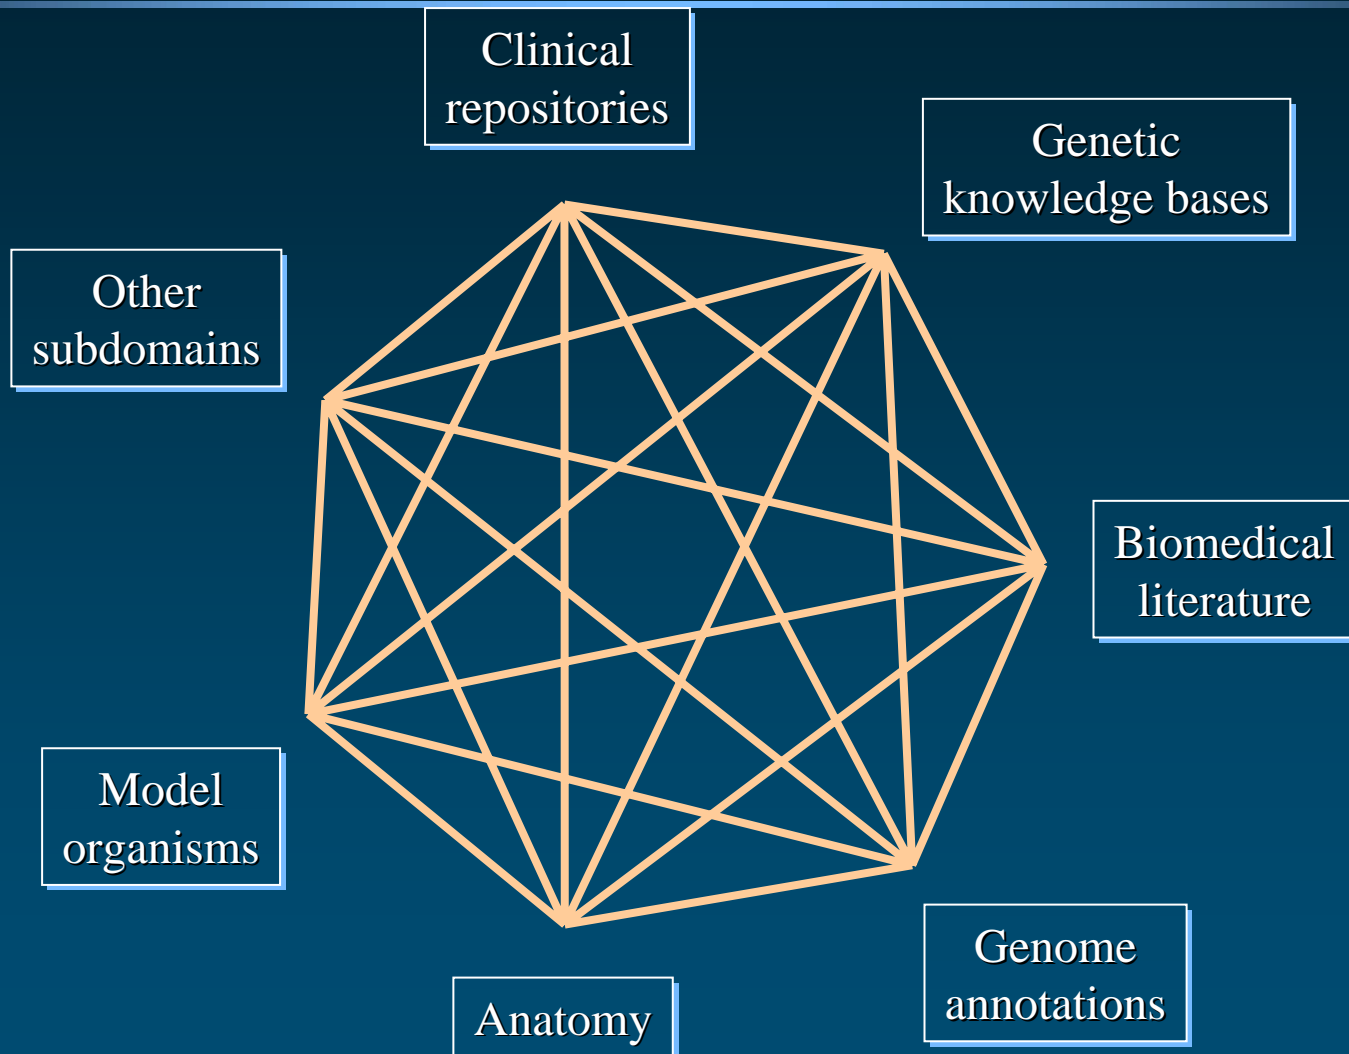 Clinical
repositories
Genetic
knowledge bases
Other
subdomains
Biomedical
literature
Model
organisms
Genome
annotations
Anatomy